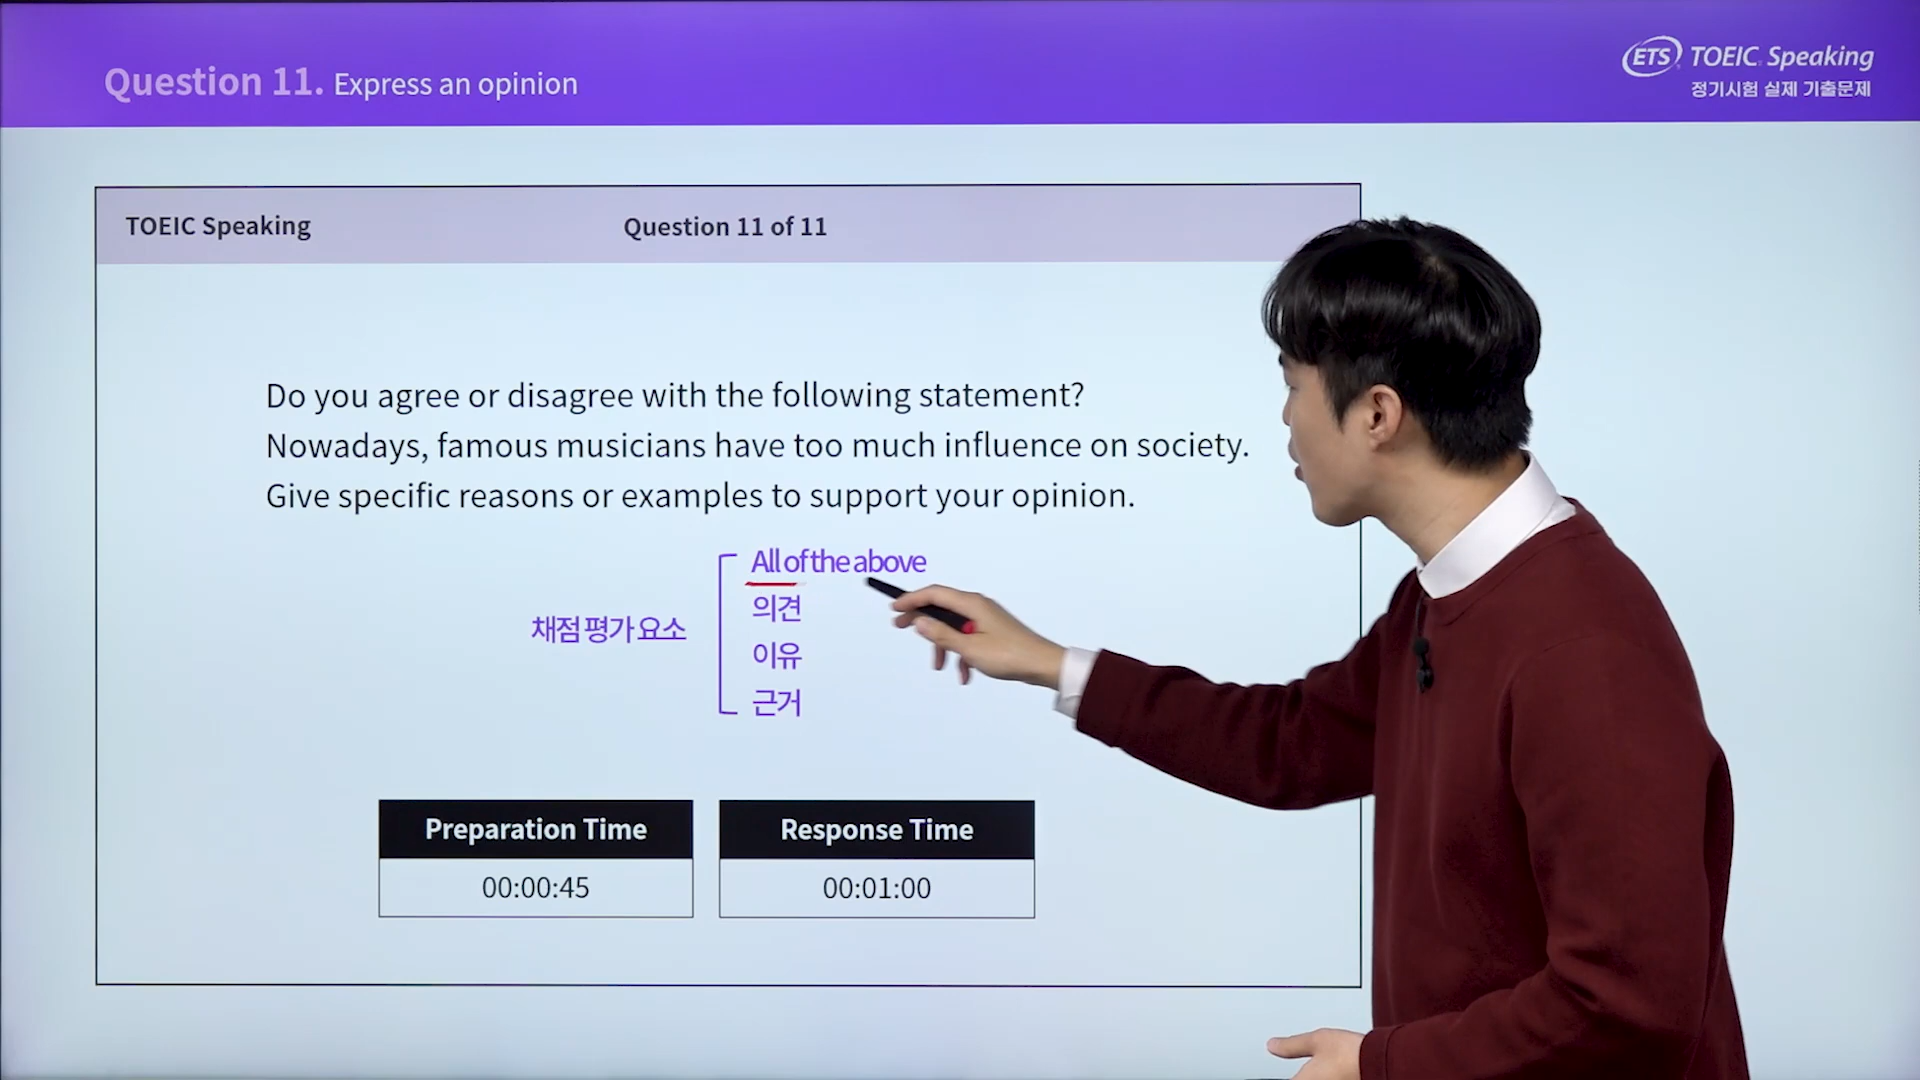 Question 11. Express an opinion
ETS TOEIC Speaking
정기시험 실제 기출문제
TOEIC Speaking
Question 11 of 11
Do you agree or disagree with the following statement?
Nowadays, famous musicians have too much influence on society.
Give specific reasons or examples to support your opinion.
채점 평가 요소
All of the above
의견
이유
근거
Preparation Time
00:00:45
Response Time
00:01:00